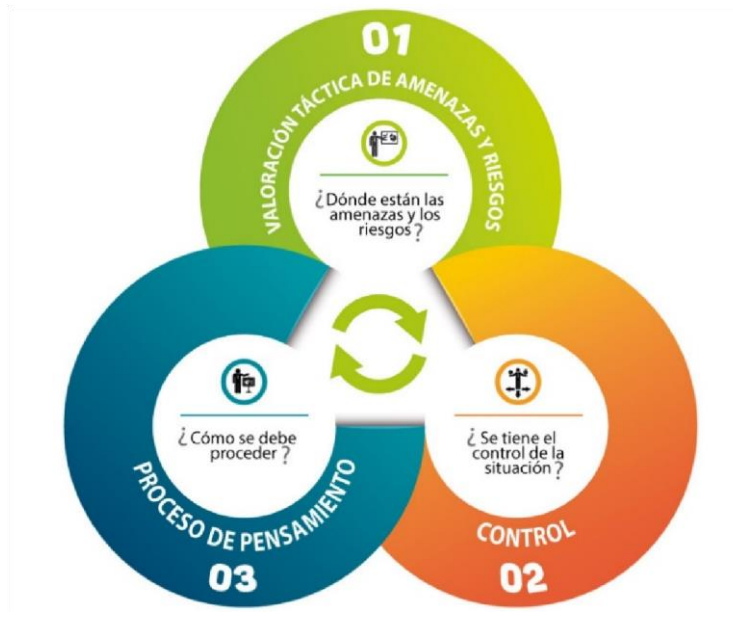 01
VALORACIÓN TÁCTICA DE AMENAZAS Y RIESGOS
¿Dónde están las
amenazas y los
riesgos?
¿Cómo se debe
proceder?
PROCESO DE PENSAMIENTO
03
¿Se tiene el
control de la
situación?
CONTROL
02